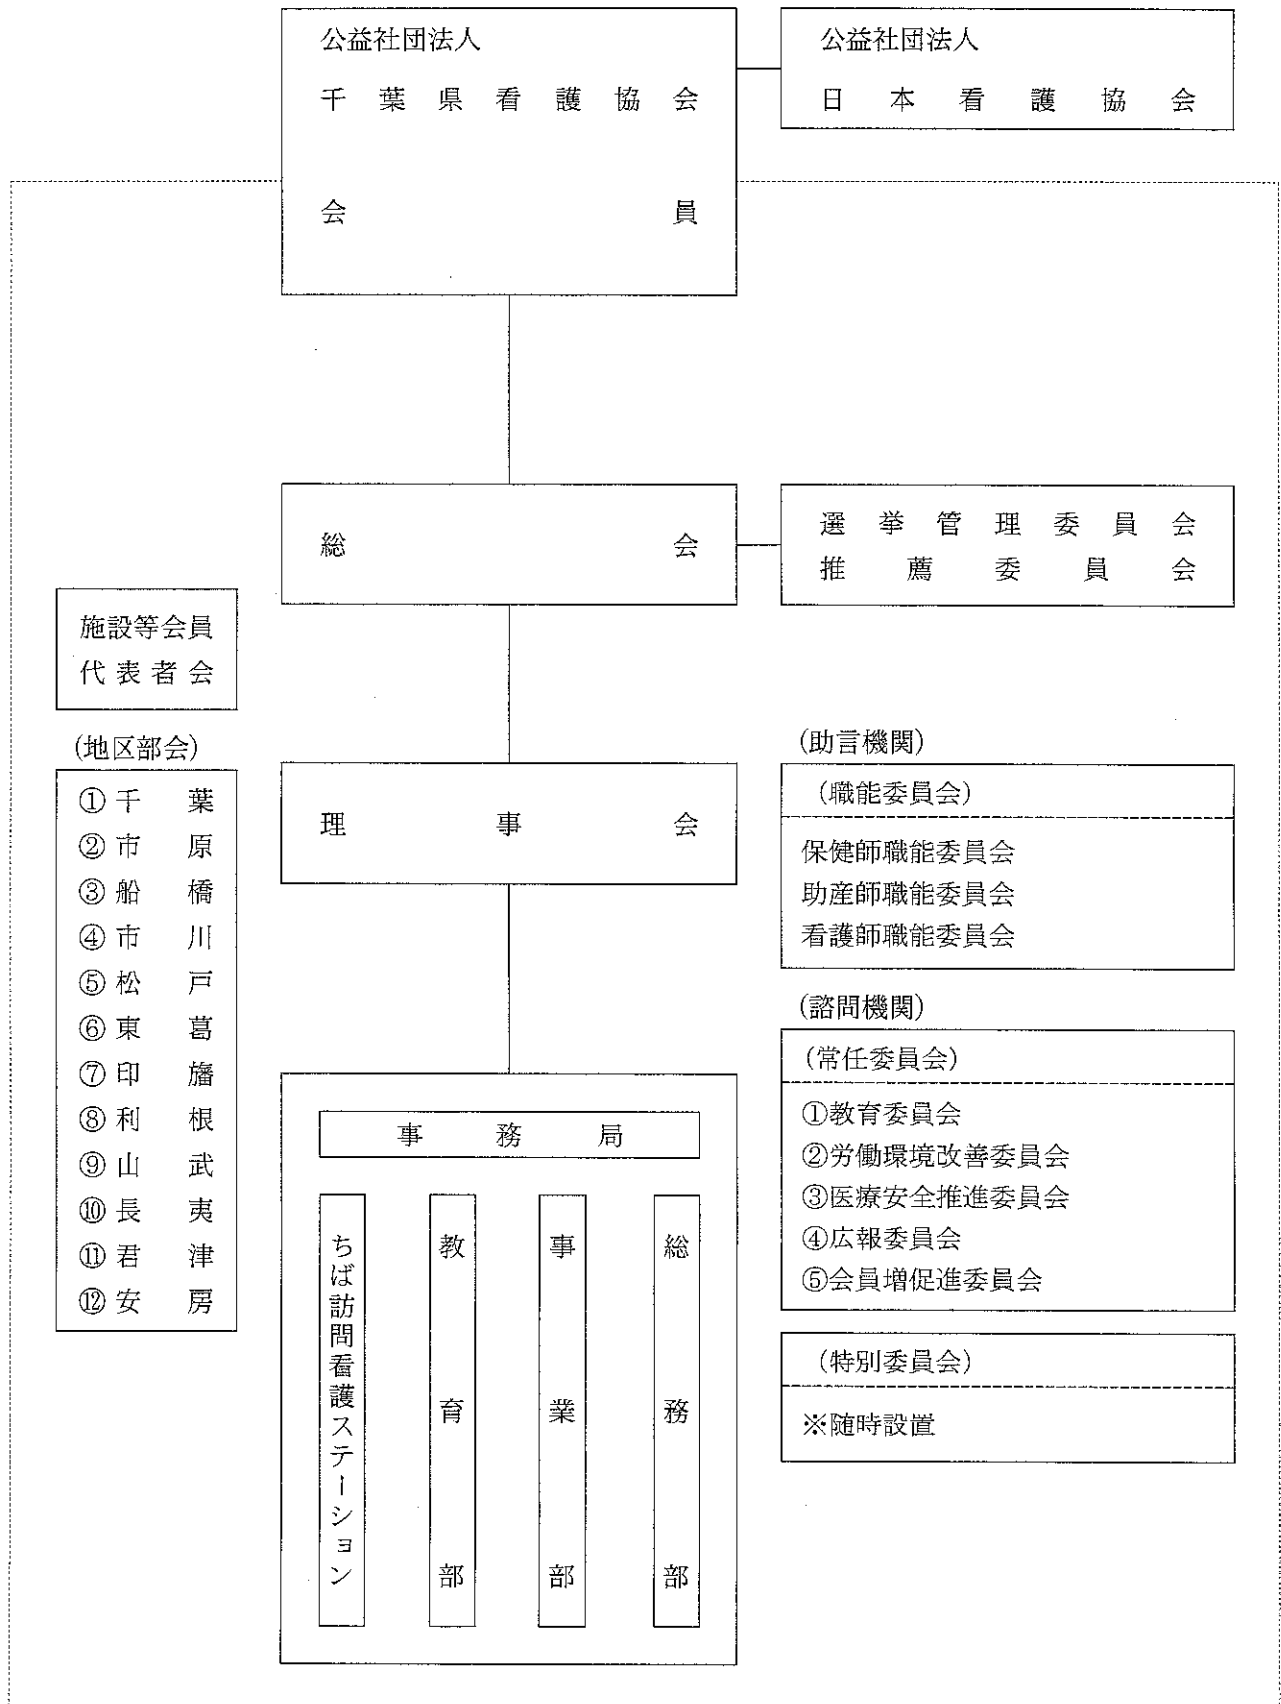 公益社団法人
千葉県看護協会
会員
公益社団法人
日本看護協会
総会
選挙管理委員会
推薦委員会
施設等会員
代表者会
(地区部会)
①千葉
②市原
③船橋
④市川
⑤松戸
⑥東葛
⑦印旛
⑧利根
⑨山武
⑩長夷
⑪君津
⑫安房
理事会
(助言機関)
(職能委員会)
保健師職能委員会
助産師職能委員会
看護師職能委員会
(諮問機関)
(常任委員会)
①教育委員会
②労働環境改善委員会
③医療安全推進委員会
④広報委員会
⑤会員増促進委員会
(特別委員会)
※随時設置
事務局
ちば訪問看護ステーション
教育部
事業部
総務部